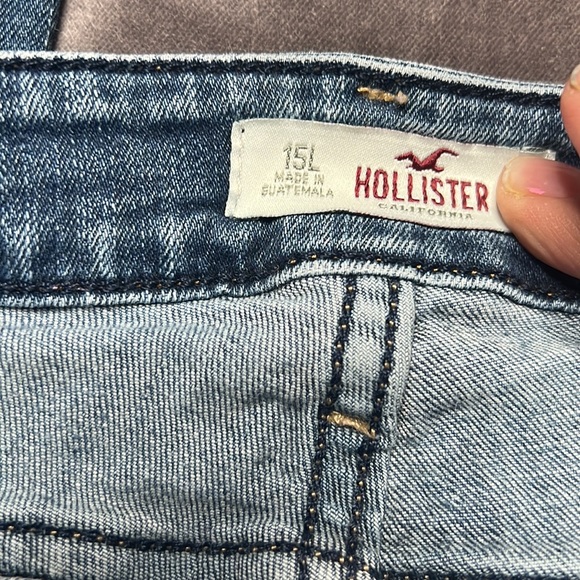 15L
MADE IN
GUATEMALA
HOLLISTER
CALIFORNIA